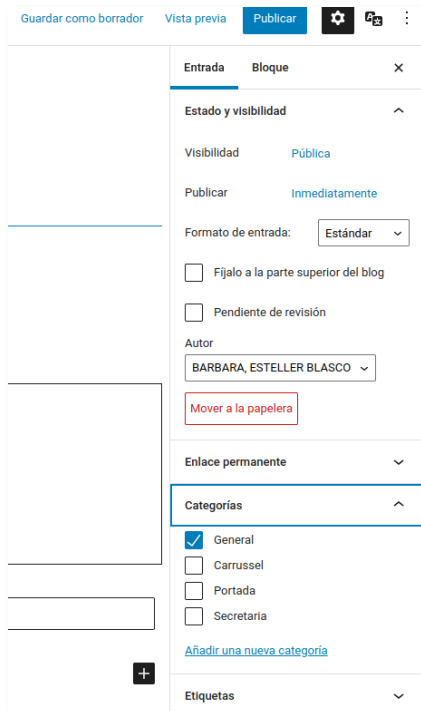 Guardar como borrador Vista previa Publicar
Entrada Bloque
Estado y visibilidad
Visibilidad Pública
Publicar Inmediatamente
Formato de entrada: Estándar
Fíjalo a la parte superior del blog
Pendiente de revisión
Autor
BARBARA, ESTELLER BLASCO
Mover a la papelera
Enlace permanente
Categorías
General
Carrussel
Portada
Secretaria
Añadir una nueva categoría
Etiquetas